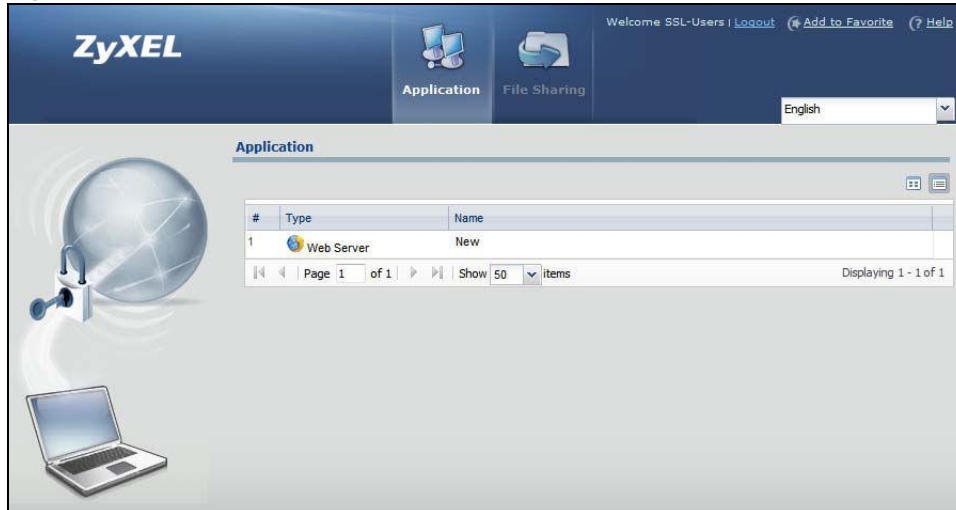 ZyXEL
Application
File Sharing
Welcome SSL-Users | Logout Add to Favorite ? Help
English
Application
# Type Name
1 Web Server New
Page 1 of 1 Show 50 items Displaying 1 - 1 of 1